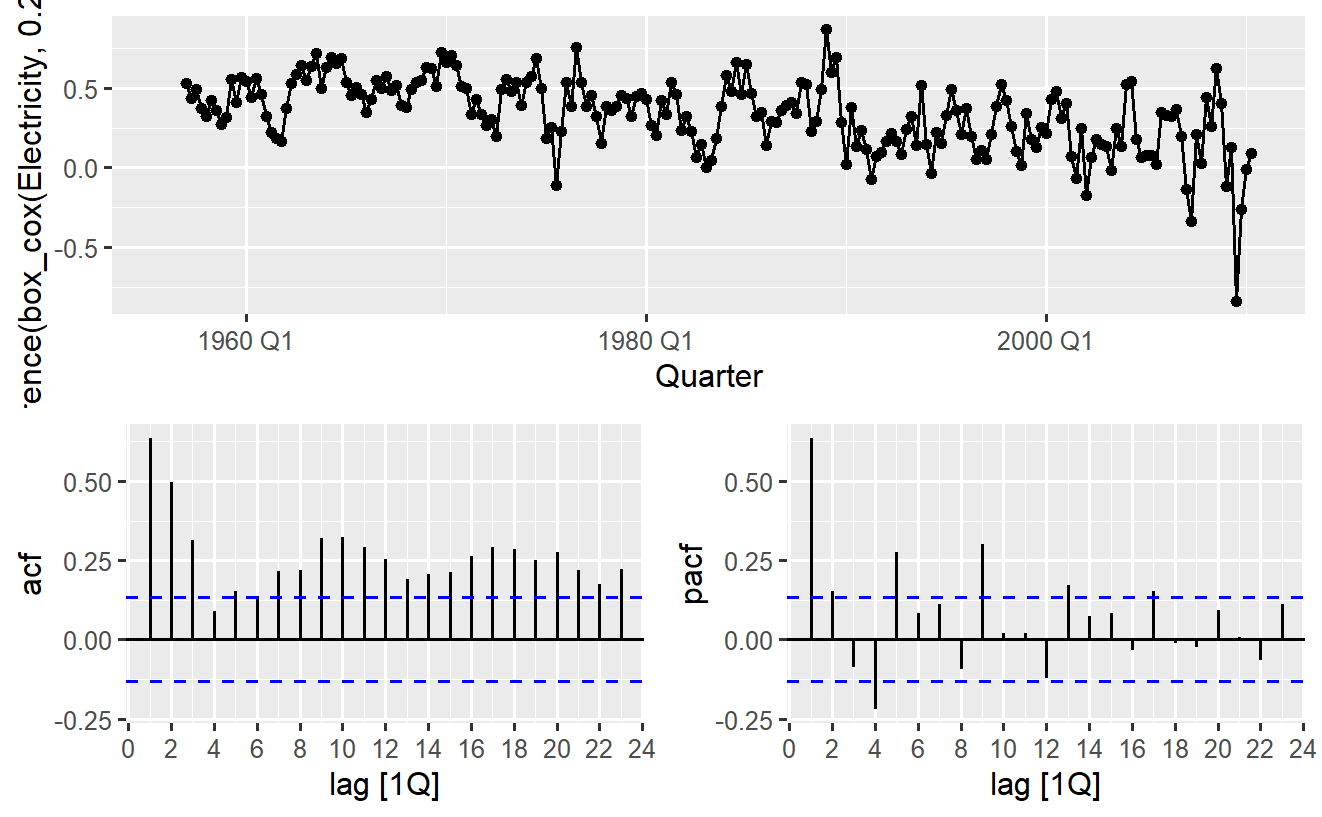 rence(box_cox(Electricity, 0.2
0.5
0.0
-0.5
1960 Q1 1980 Q1 2000 Q1
Quarter
acf
0.50
0.25
0.00
-0.25
0 2 4 6 8 10 12 14 16 18 20 22 24
lag [1Q]
pacf
0.50
0.25
0.00
-0.25
0 2 4 6 8 10 12 14 16 18 20 22 24
lag [1Q]